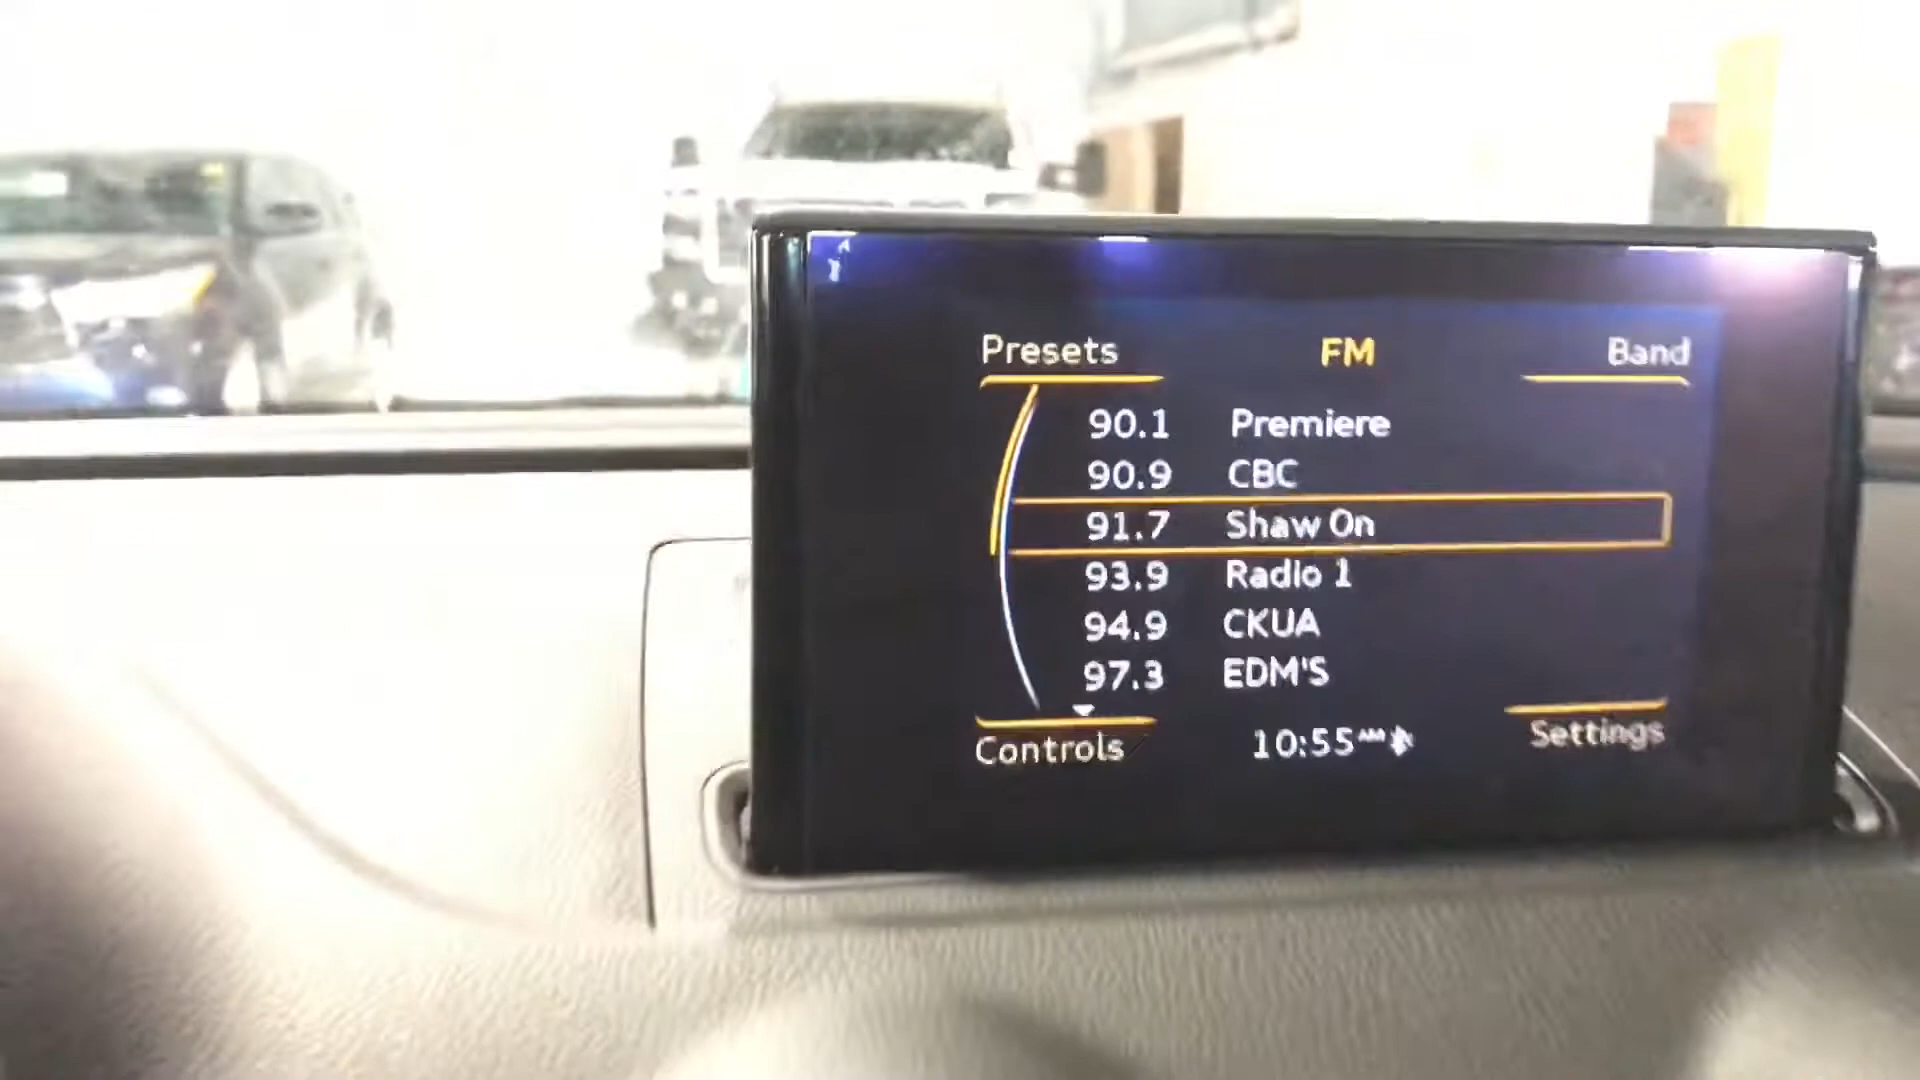 Presets FM Band
90.1 Premiere
90.9 CBC
91.7 Shaw On
93.9 Radio 1
94.9 CKUA
97.3 EDM'S
Controls 10:55 AM Settings